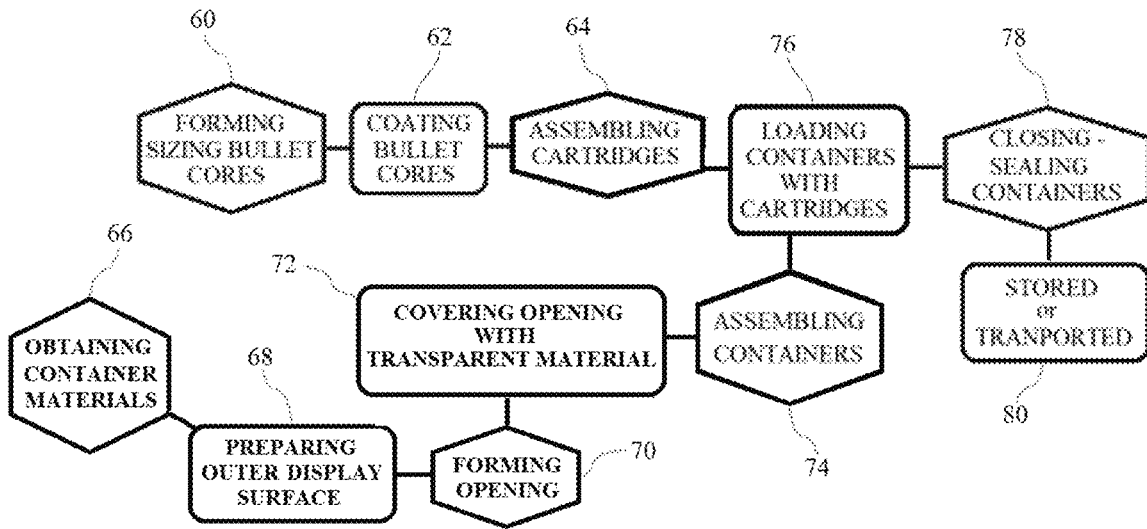 60
62
64
76
78
FORMING
SIZING BULLET
CORES
COATING
BULLET
CORES
ASSEMBLING
CARTRIDGES
LOADING
CONTAINERS
WITH
CARTRIDGES
CLOSING -
SEALING
CONTAINERS
66
72
68
COVERING OPENING
WITH
TRANSPARENT MATERIAL
ASSEMBLING
CONTAINERS
STORED
or
TRANPORTED
OBTAINING
CONTAINER
MATERIALS
PREPARING
OUTER DISPLAY
SURFACE
FORMING
OPENING
70
74
80